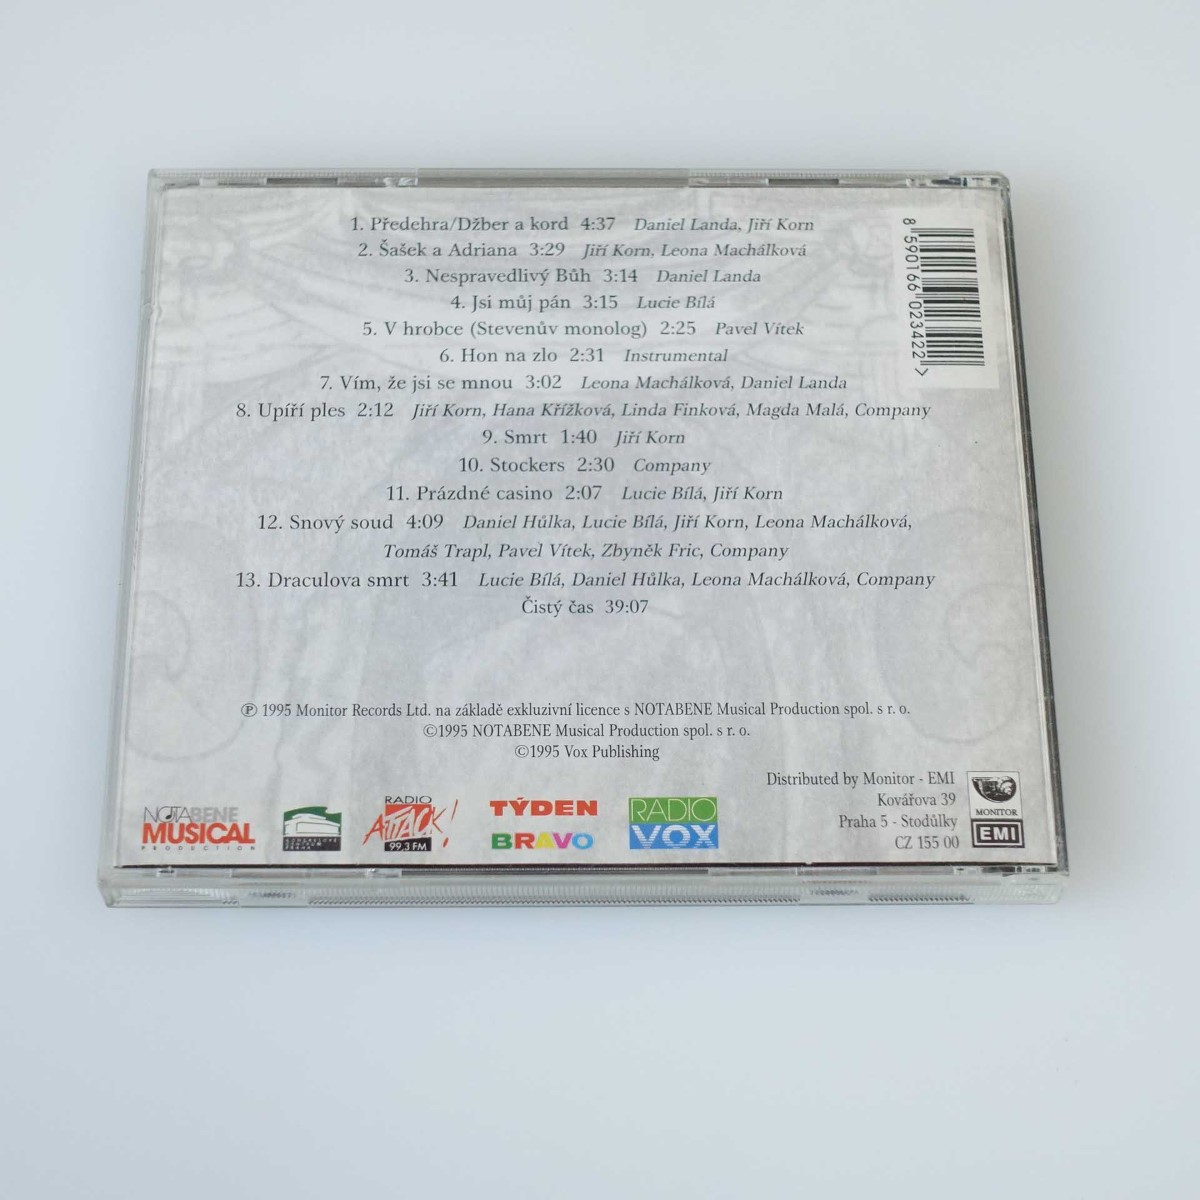 1. Předehra/Džber a kord 4:37 Daniel Landa, Jiří Korn
2. Šašek a Adriana 3:29 Jiří Korn, Leona Machálková
3. Nespravedlivý Bůh 3:14 Daniel Landa
4. Jsi můj pán 3:15 Lucie Bílá
5. V hrobce (Stevenův monolog) 2:25 Pavel Vítek
6. Hon na zlo 2:31 Instrumental
7. Vím, že jsi se mnou 3:02 Leona Machálková, Daniel Landa
8. Upíří ples 2:12 Jiří Korn, Hana Křížková, Linda Finková, Magda Malá, Company
9. Smrt 1:40 Jiří Korn
10. Stockers 2:30 Company
11. Prázdné casino 2:07 Lucie Bílá, Jiří Korn
12. Snový soud 4:09 Daniel Hůlka, Lucie Bílá, Jiří Korn, Leona Machálková,
Tomáš Trapl, Pavel Vítek, Zbyněk Fric, Company
13. Draculova smrt 3:41 Lucie Bílá, Daniel Hůlka, Leona Machálková, Company
Čistý čas 39:07
8 590166 023422 >
℗ 1995 Monitor Records Ltd. na základě exkluzivní licence s NOTABENE Musical Production spol. s r. o.
©1995 NOTABENE Musical Production spol. s r. o.
©1995 Vox Publishing
Distributed by Monitor - EMI
Kovářova 39
Praha 5 - Stodůlky
CZ 155 00
MONITOR
EMI
NOTABENE
MUSICAL
PRODUCTION
RADIO
ATTACK!
99,3 FM
TÝDEN
BRAVO
RADIO
VOX